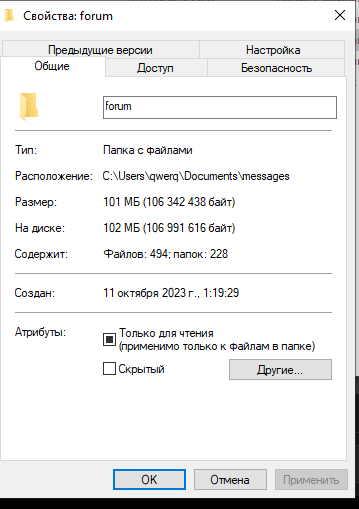 Свойства: forum
Предыдущие версии
Настройка
Общие
Доступ
Безопасность
forum
Тип: Папка с файлами
Расположение: C:\Users\qwerq\Documents\messages
Размер: 101 МБ (106 342 438 байт)
На диске: 102 МБ (106 991 616 байт)
Содержит: Файлов: 494; папок: 228
Создан: 11 октября 2023 г., 1:19:29
Атрибуты: Только для чтения
(применимо только к файлам в папке)
Скрытый
Другие...
OK
Отмена
Применить